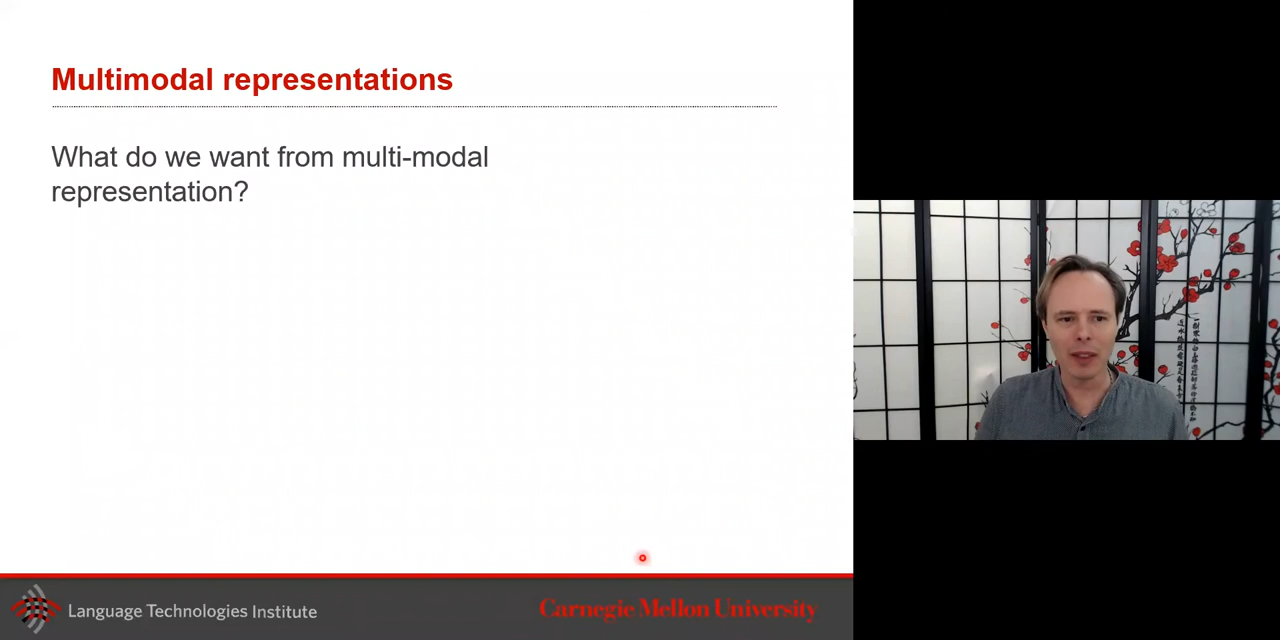 Multimodal representations
What do we want from multi-modal
representation?
Language Technologies Institute
Carnegie Mellon University